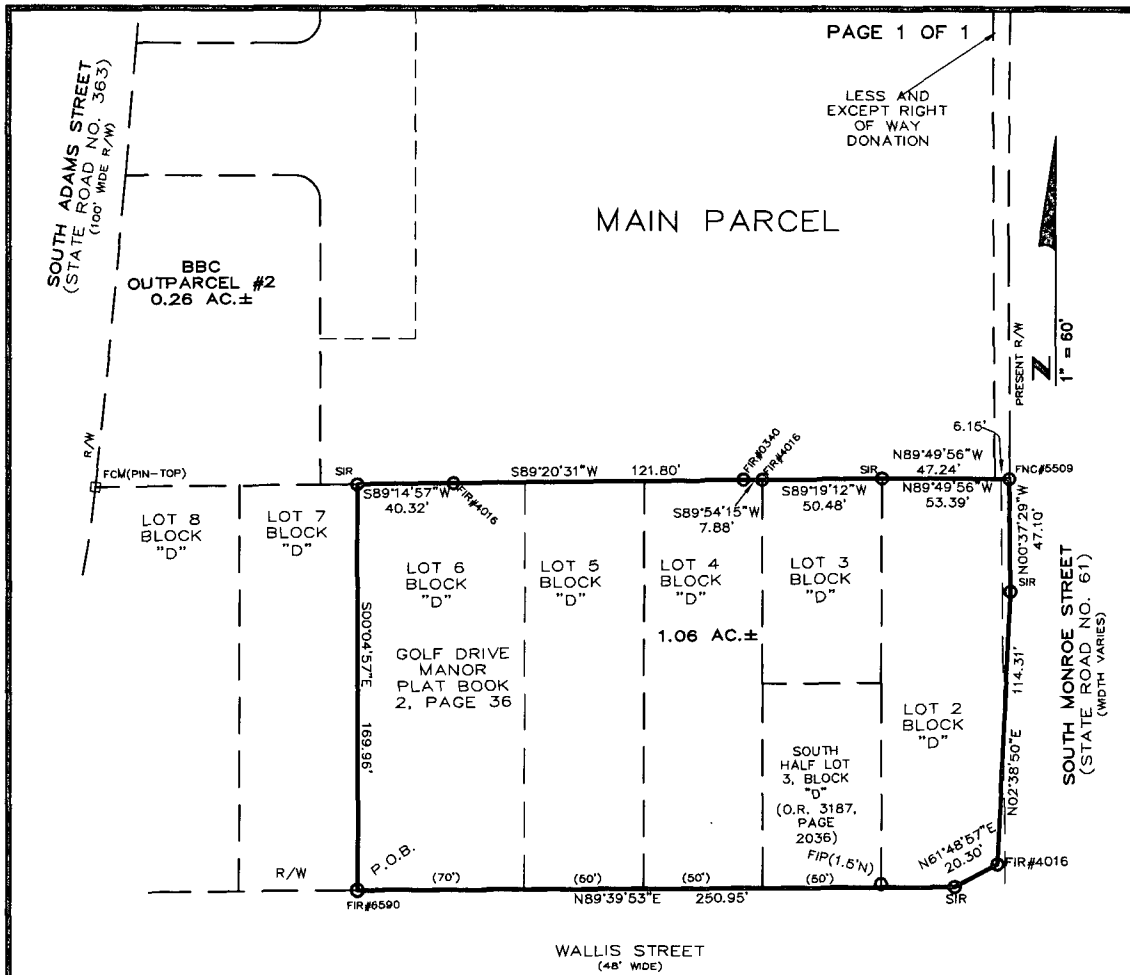 PAGE 1 OF 1
LESS AND
EXCEPT RIGHT
OF WAY
DONATION
SOUTH ADAMS STREET
(STATE ROAD NO. 363)
(100' WIDE R/W)
MAIN PARCEL
BBC
OUTPARCEL #2
0.26 AC.±
R/W
PRESENT R/W
Z
1" = 60'
6.15'
FCM(PIN-TOP)
SIR
S89°14'57"W
40.32'
FIR#4016
S89°20'31"W 121.80'
FIR#0340
FIR#4016
S89°54'15"W
7.88'
S89°19'12"W
50.48'
SIR
N89°49'56"W
47.24'
N89°49'56"W
53.39'
FNC#5509
N00°37'29"W
47.10'
SIR
LOT 8
BLOCK
"D"
LOT 7
BLOCK
"D"
LOT 6
BLOCK
"D"
LOT 5
BLOCK
"D"
LOT 4
BLOCK
"D"
LOT 3
BLOCK
"D"
1.06 AC.±
GOLF DRIVE
MANOR
PLAT BOOK
2, PAGE 36
S00°04'57"E 169.96'
LOT 2
BLOCK
"D"
SOUTH
HALF LOT
3, BLOCK
"D"
(O.R. 3187,
PAGE
2036)
114.31'
N02°38'50"E
SOUTH MONROE STREET
(STATE ROAD NO. 61)
(WIDTH VARIES)
FIP(1.5'N)
N61°48'57"E
20.30'
FIR#4016
R/W
P.O.B.
FIR#6590
(70')
(60')
(50')
(50')
N89°39'53"E 250.95'
SIR
WALLIS STREET
(48' WIDE)